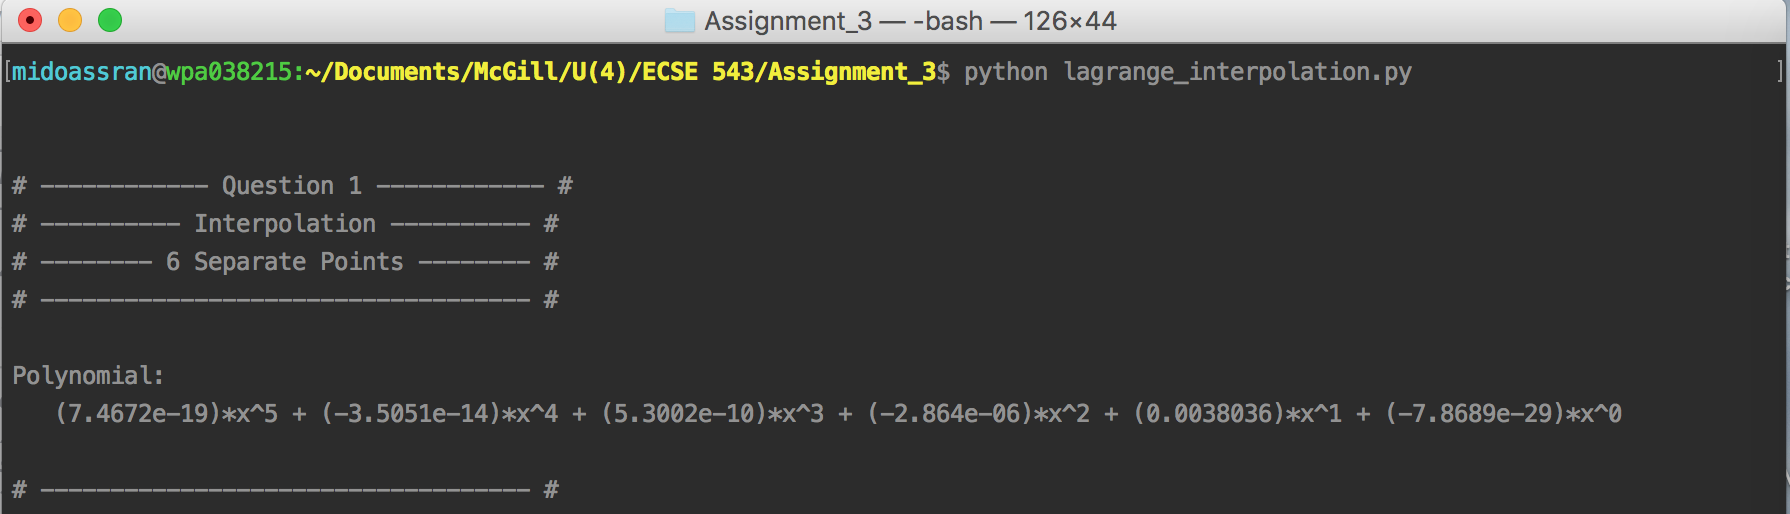 Assignment_3 — -bash — 126×44
[midoassran@wpa038215:~/Documents/McGill/U(4)/ECSE 543/Assignment_3$ python lagrange_interpolation.py ]
# ------------ Question 1 ------------ #
# ---------- Interpolation ---------- #
# -------- 6 Separate Points -------- #
# ----------------------------------- #
Polynomial:
(7.4672e-19)*x^5 + (-3.5051e-14)*x^4 + (5.3002e-10)*x^3 + (-2.864e-06)*x^2 + (0.0038036)*x^1 + (-7.8689e-29)*x^0
# ----------------------------------- #